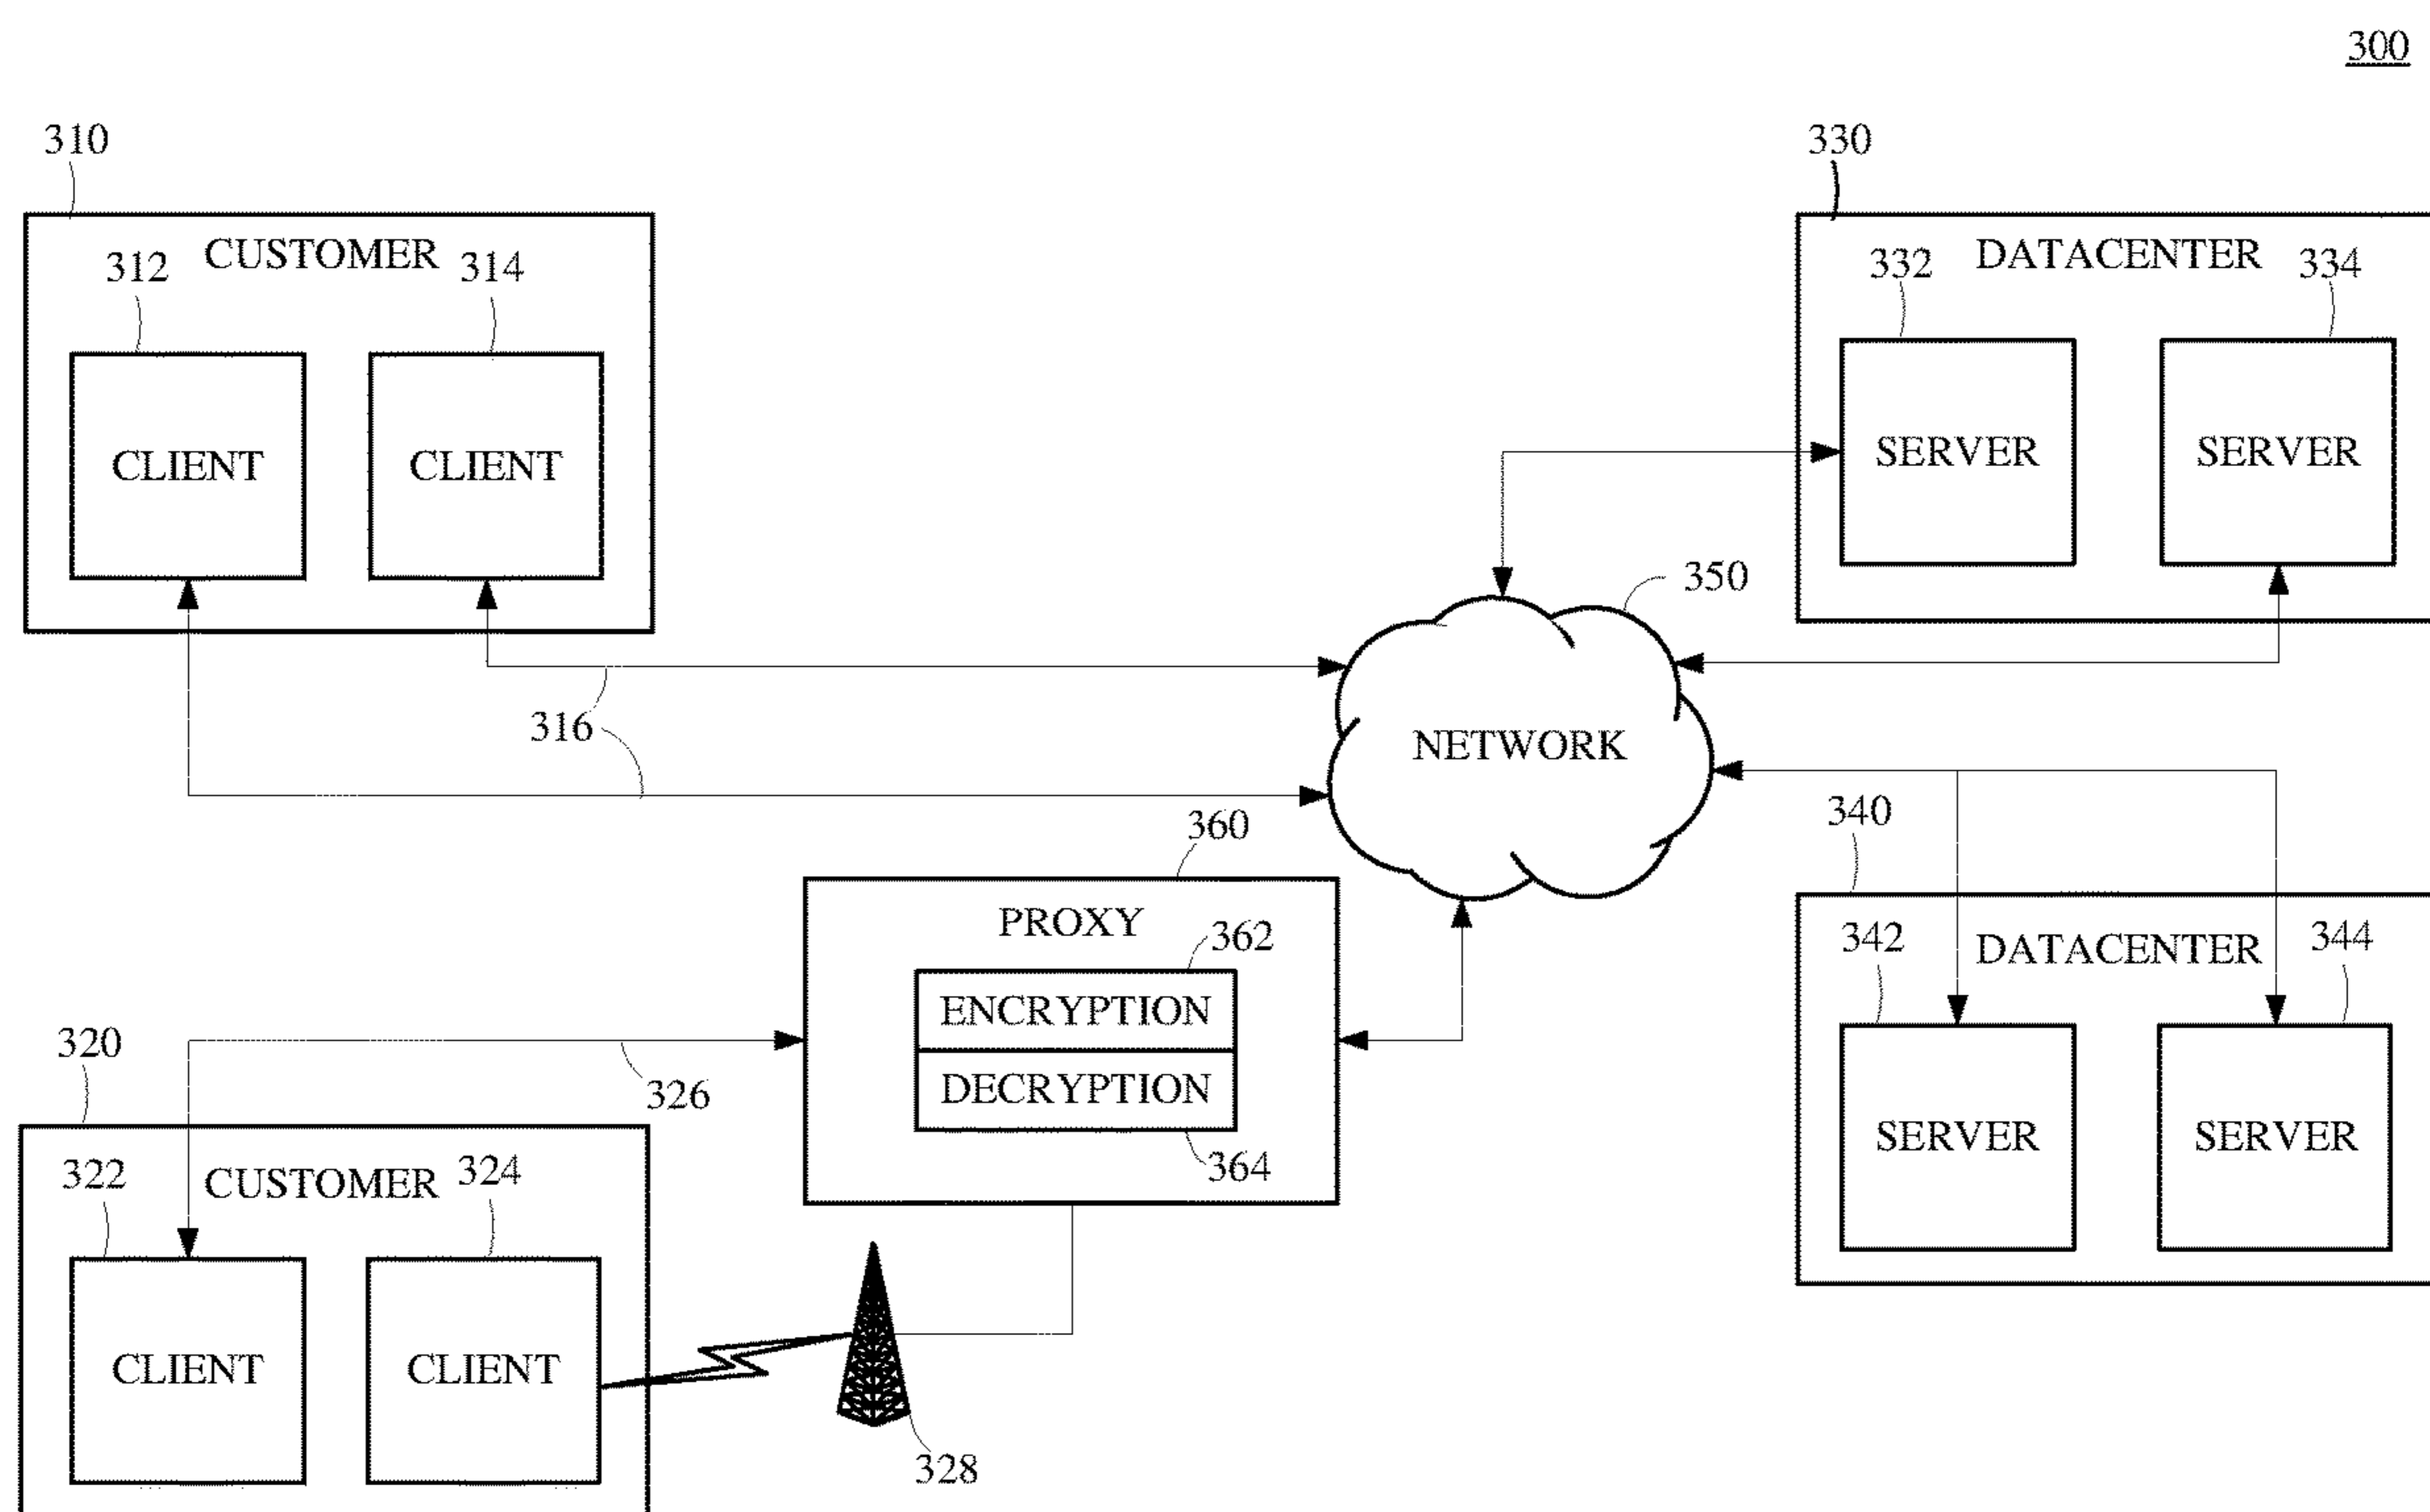 300
310
330
CUSTOMER
312
314
DATACENTER
332
334
CLIENT
CLIENT
SERVER
SERVER
350
316
NETWORK
360
340
PROXY
362
342
DATACENTER
344
ENCRYPTION
320
326
DECRYPTION
364
SERVER
SERVER
322
CUSTOMER
324
CLIENT
CLIENT
328